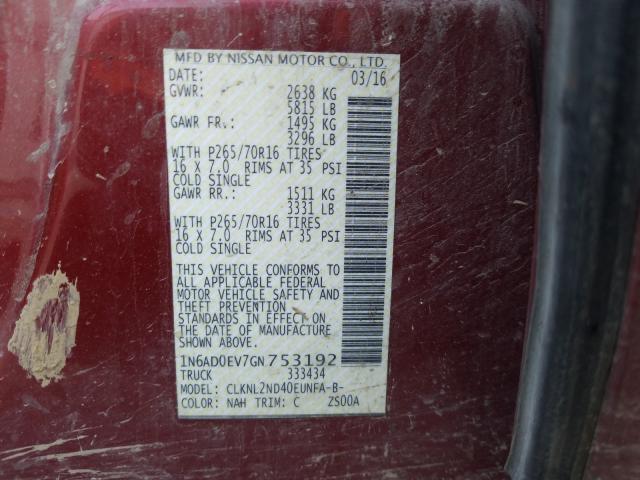 MFD BY NISSAN MOTOR CO., LTD.
DATE: 03/16
GVWR: 2638 KG
5815 LB
GAWR FR.: 1495 KG
3296 LB
WITH P265/70R16 TIRES
16 X 7.0 RIMS AT 35 PSI
COLD SINGLE
GAWR RR.: 1511 KG
3331 LB
WITH P265/70R16 TIRES
16 X 7.0 RIMS AT 35 PSI
COLD SINGLE
THIS VEHICLE CONFORMS TO
ALL APPLICABLE FEDERAL
MOTOR VEHICLE SAFETY AND
THEFT PREVENTION
STANDARDS IN EFFECT ON
THE DATE OF MANUFACTURE
SHOWN ABOVE.
1N6AD0EV7GN753192
TRUCK 333434
MODEL: CLKNL2ND40EUNFA-B-
COLOR: NAH TRIM: C ZS00A